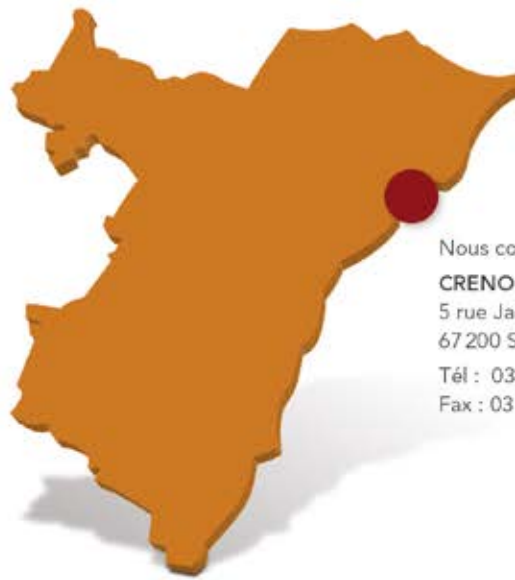 Nous co
CRENO
5 rue Ja
67 200 S
Tél : 03
Fax : 03